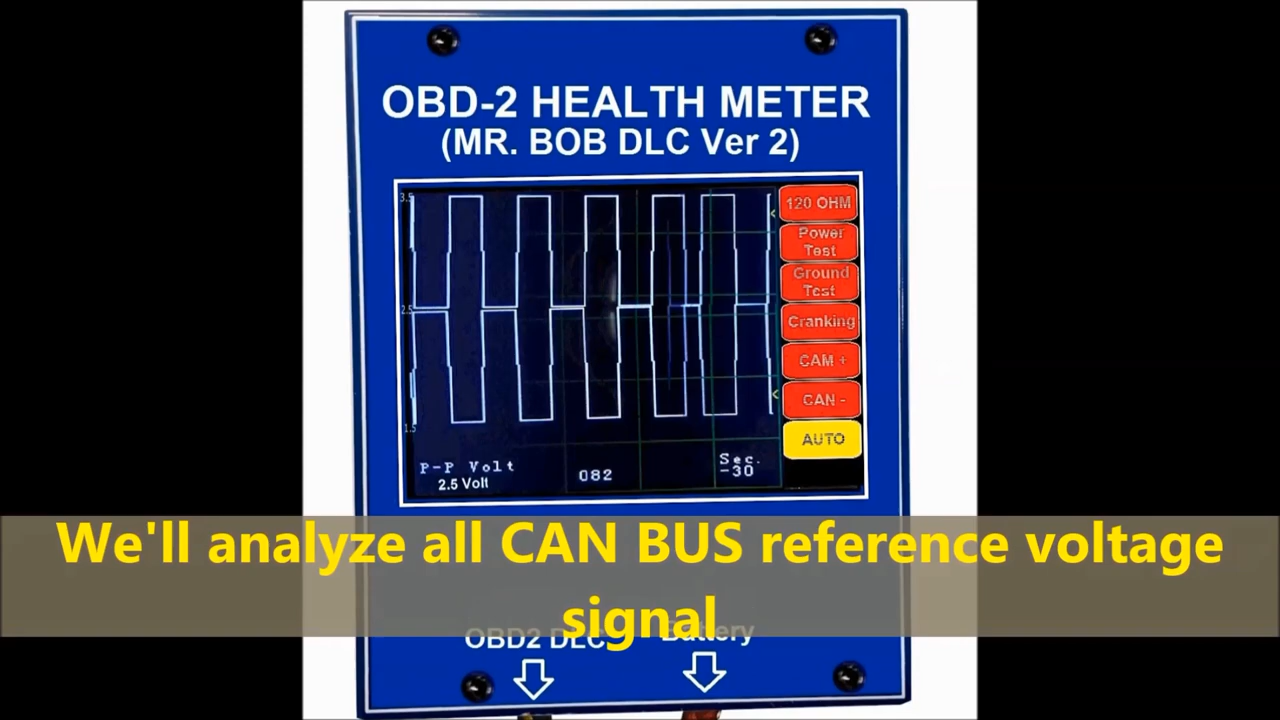 OBD-2 HEALTH METER
(MR. BOB DLC Ver 2)
3.5
120 OHM
Power
Test
Ground
Test
2.5
Cranking
CAM +
CAN -
1.5
AUTO
P-P Volt
2.5 Volt
082
Sec.
-30
We'll analyze all CAN BUS reference voltage
signal
OBD2 DLC
Battery